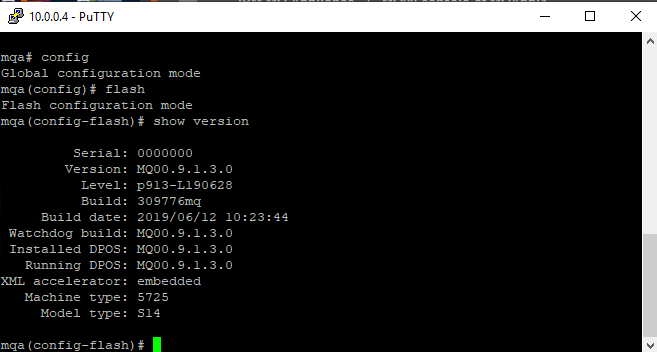 10.0.0.4 - PuTTY
mqa# config
Global configuration mode
mqa(config)# flash
Flash configuration mode
mqa(config-flash)# show version
Serial: 0000000
Version: MQ00.9.1.3.0
Level: p913-L190628
Build: 309776mq
Build date: 2019/06/12 10:23:44
Watchdog build: MQ00.9.1.3.0
Installed DPOS: MQ00.9.1.3.0
Running DPOS: MQ00.9.1.3.0
XML accelerator: embedded
Machine type: 5725
Model type: S14
mqa(config-flash)#